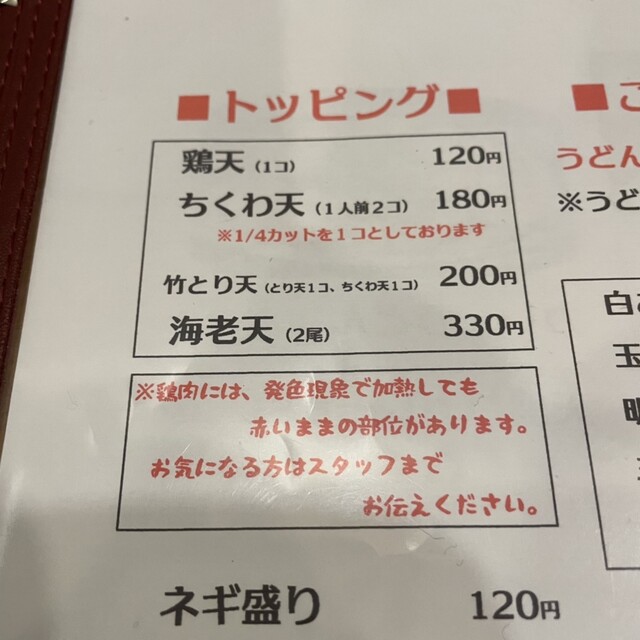 ■トッピング■
鶏天（1コ） 120円
ちくわ天（1人前2コ） 180円
※1/4カットを1コとしております
竹とり天（とり天1コ、ちくわ天1コ） 200円
海老天（2尾） 330円
※鶏肉には、発色現象で加熱しても
赤いままの部位があります。
お気になる方はスタッフまで
お伝えください。
ネギ盛り 120円
■こ
うどん
※うど
白
玉
明